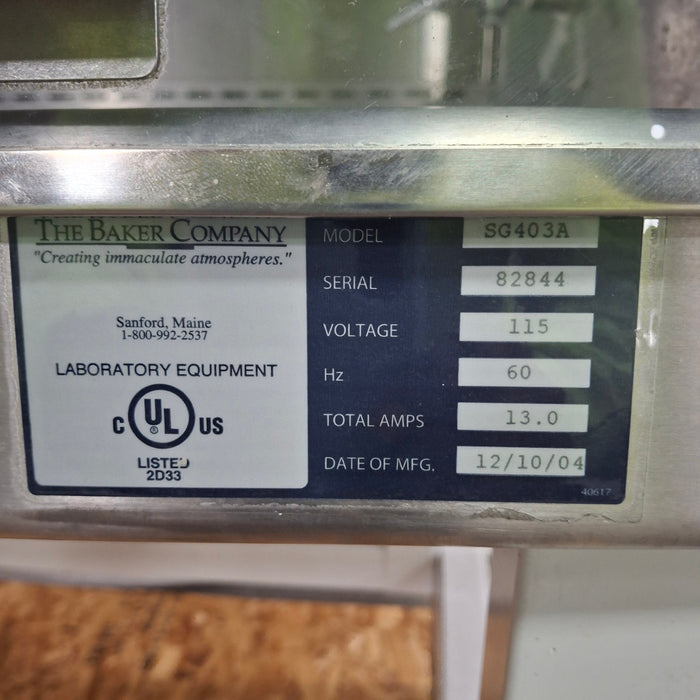 THE BAKER COMPANY
"Creating immaculate atmospheres."
Sanford, Maine
1-800-992-2537
LABORATORY EQUIPMENT
C UL® US
LISTED
2D33
MODEL SG403A
SERIAL 82844
VOLTAGE 115
Hz 60
TOTAL AMPS 13.0
DATE OF MFG. 12/10/04
40617